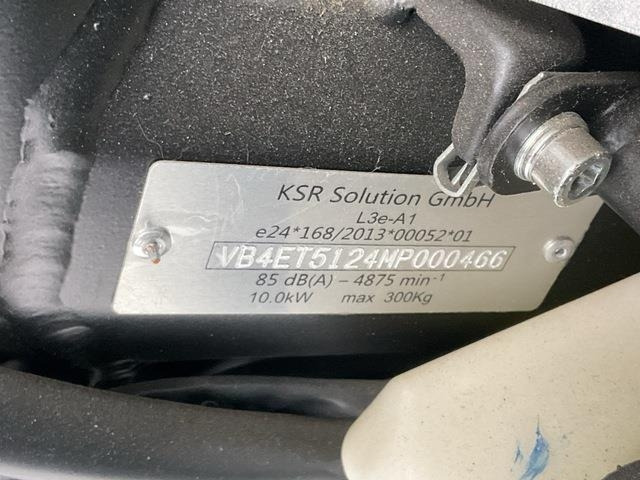 KSR Solution GmbH
L3e-A1
e24*168/2013*00052*01
VB4ET5124MP000466
85 dB(A) – 4875 min⁻¹
10.0kW max 300Kg